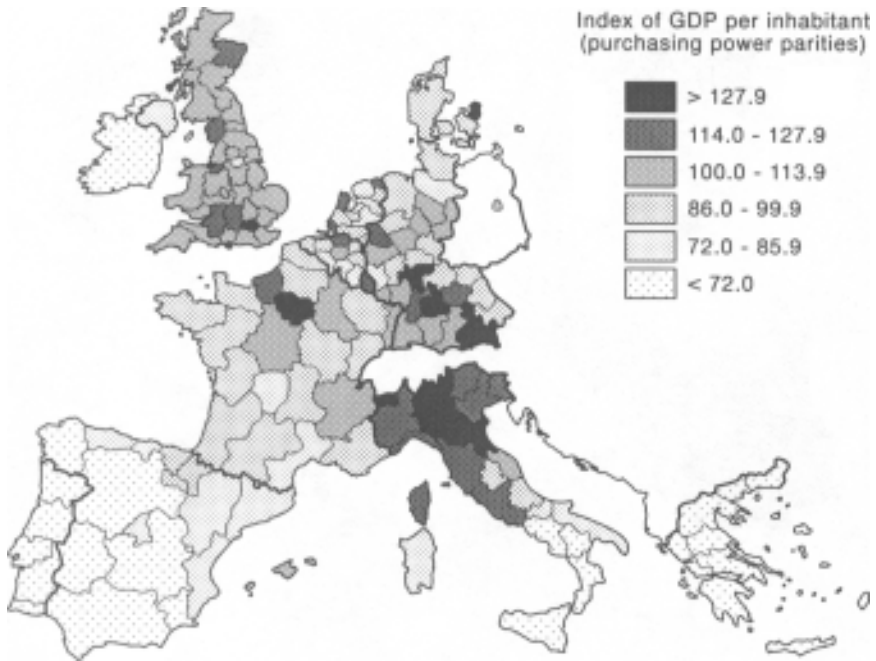 Index of GDP per inhabitant
(purchasing power parities)
> 127.9
114.0 - 127.9
100.0 - 113.9
86.0 - 99.9
72.0 - 85.9
< 72.0